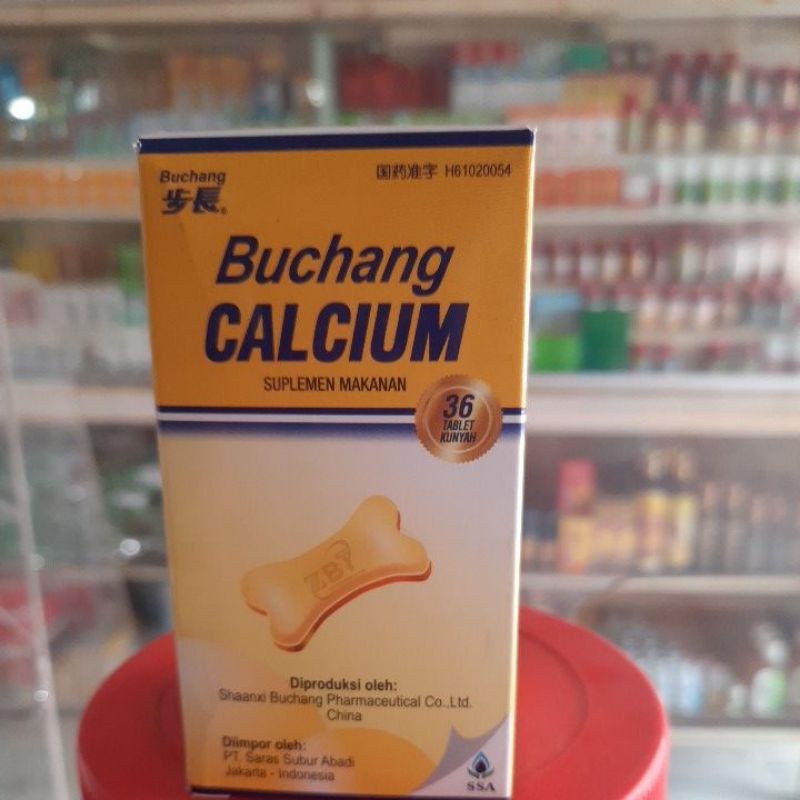 Buchang
国药准字 H61020054
步長®
Buchang
CALCIUM
SUPLEMEN MAKANAN
36
TABLET
KUNYAH
ZBT
Diproduksi oleh:
Shaanxi Buchang Pharmaceutical Co.,Ltd.
China
Diimpor oleh:
PT. Saras Subur Abadi
Jakarta - Indonesia
SSA